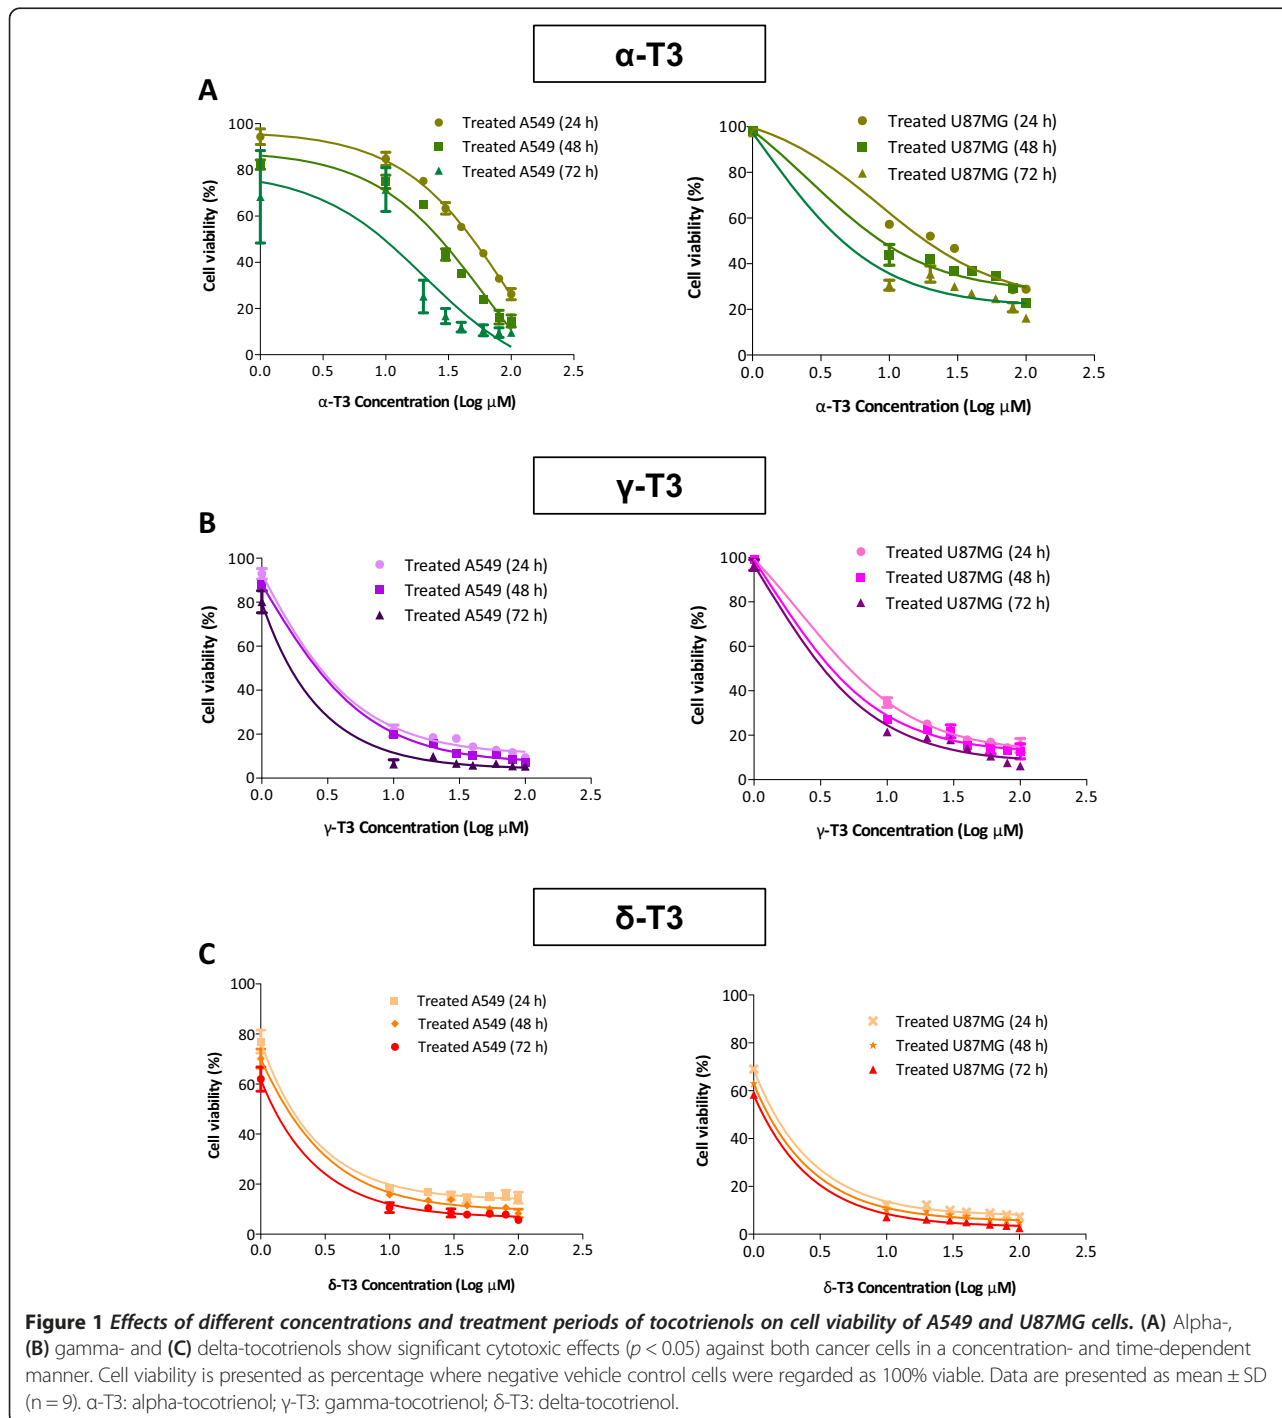 α-T3
A
Treated A549 (24 h)
Treated A549 (48 h)
Treated A549 (72 h)
Cell viability (%)
100
80
60
40
20
0
0.0 0.5 1.0 1.5 2.0 2.5
α-T3 Concentration (Log µM)
Treated U87MG (24 h)
Treated U87MG (48 h)
Treated U87MG (72 h)
Cell viability (%)
100
80
60
40
20
0
0.0 0.5 1.0 1.5 2.0 2.5
α-T3 Concentration (Log µM)
γ-T3
B
Treated A549 (24 h)
Treated A549 (48 h)
Treated A549 (72 h)
Cell viability (%)
100
80
60
40
20
0
0.0 0.5 1.0 1.5 2.0 2.5
γ-T3 Concentration (Log µM)
Treated U87MG (24 h)
Treated U87MG (48 h)
Treated U87MG (72 h)
Cell viability (%)
100
80
60
40
20
0
0.0 0.5 1.0 1.5 2.0 2.5
γ-T3 Concentration (Log µM)
δ-T3
C
Treated A549 (24 h)
Treated A549 (48 h)
Treated A549 (72 h)
Cell viability (%)
100
80
60
40
20
0
0.0 0.5 1.0 1.5 2.0 2.5
δ-T3 Concentration (Log µM)
Treated U87MG (24 h)
Treated U87MG (48 h)
Treated U87MG (72 h)
Cell viability (%)
100
80
60
40
20
0
0.0 0.5 1.0 1.5 2.0 2.5
δ-T3 Concentration (Log µM)
Figure 1 Effects of different concentrations and treatment periods of tocotrienols on cell viability of A549 and U87MG cells. (A) Alpha-,
(B) gamma- and (C) delta-tocotrienols show significant cytotoxic effects (p < 0.05) against both cancer cells in a concentration- and time-dependent
manner. Cell viability is presented as percentage where negative vehicle control cells were regarded as 100% viable. Data are presented as mean ± SD
(n = 9). α-T3: alpha-tocotrienol; γ-T3: gamma-tocotrienol; δ-T3: delta-tocotrienol.